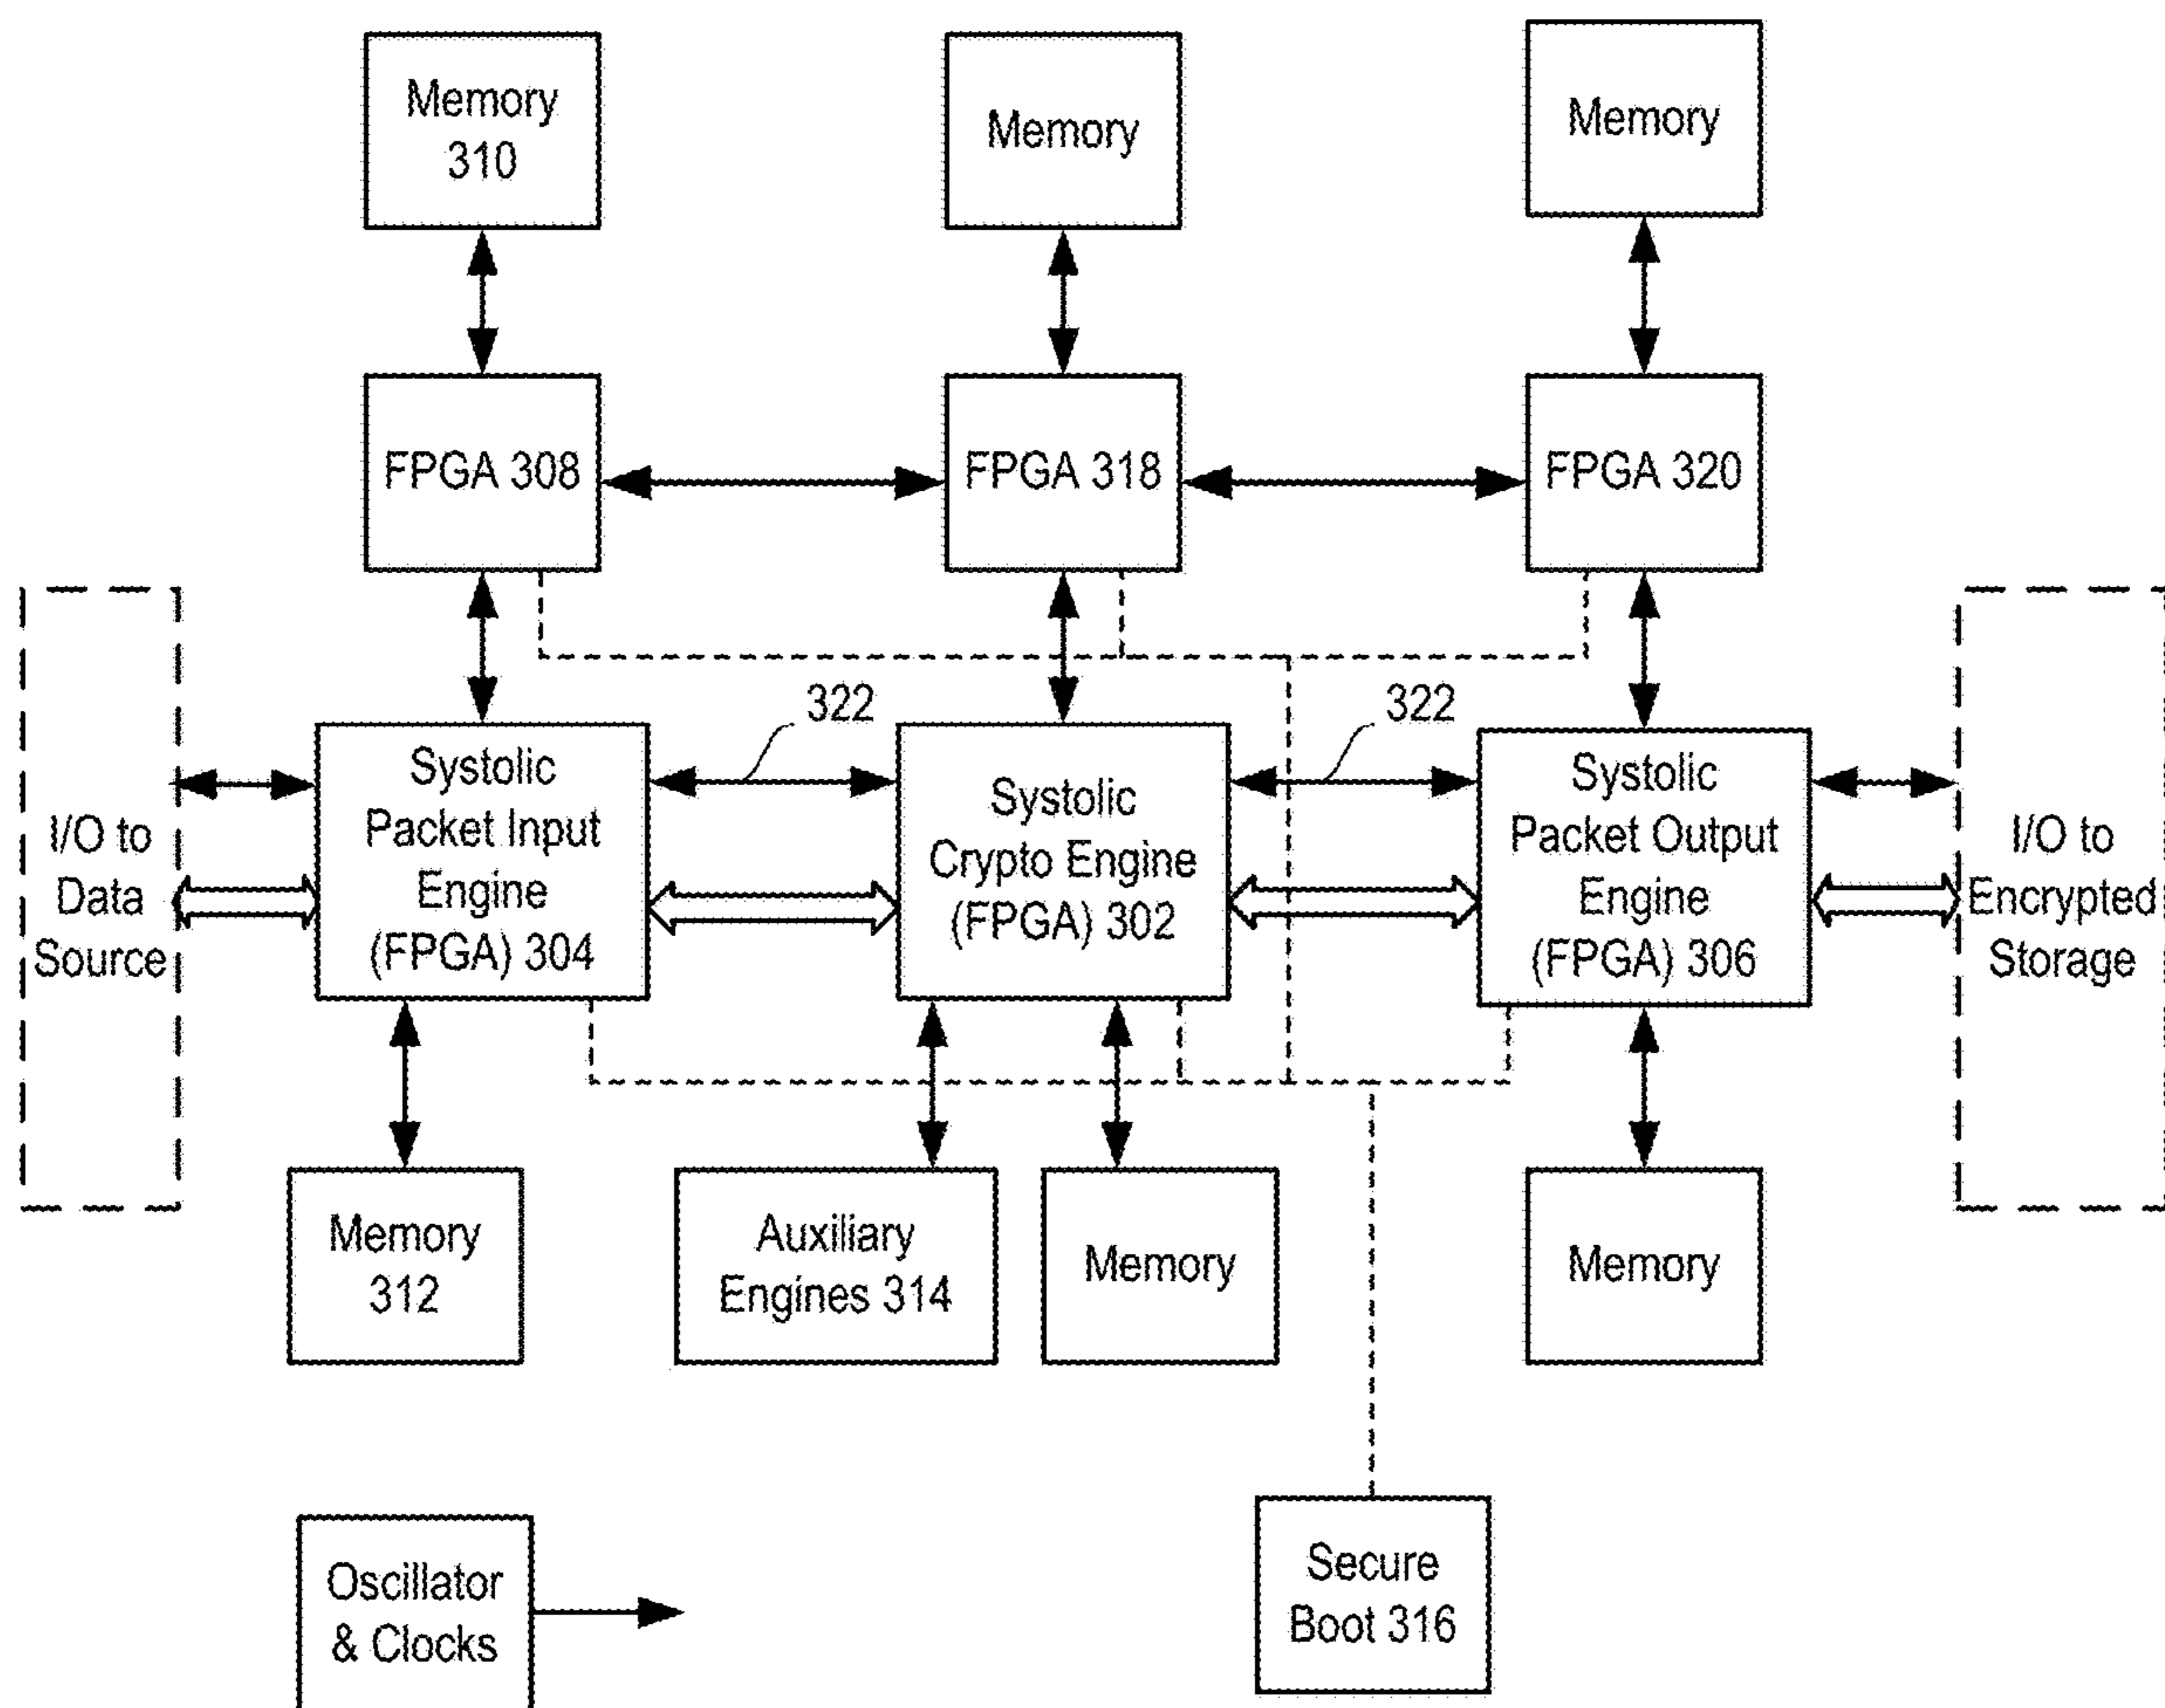 Memory
310
Memory
Memory
FPGA 308
FPGA 318
FPGA 320
322
322
I/O to
Data
Source
Systolic
Packet Input
Engine
(FPGA) 304
Systolic
Crypto Engine
(FPGA) 302
Systolic
Packet Output
Engine
(FPGA) 306
I/O to
Encrypted
Storage
Memory
312
Auxiliary
Engines 314
Memory
Memory
Oscillator
& Clocks
Secure
Boot 316